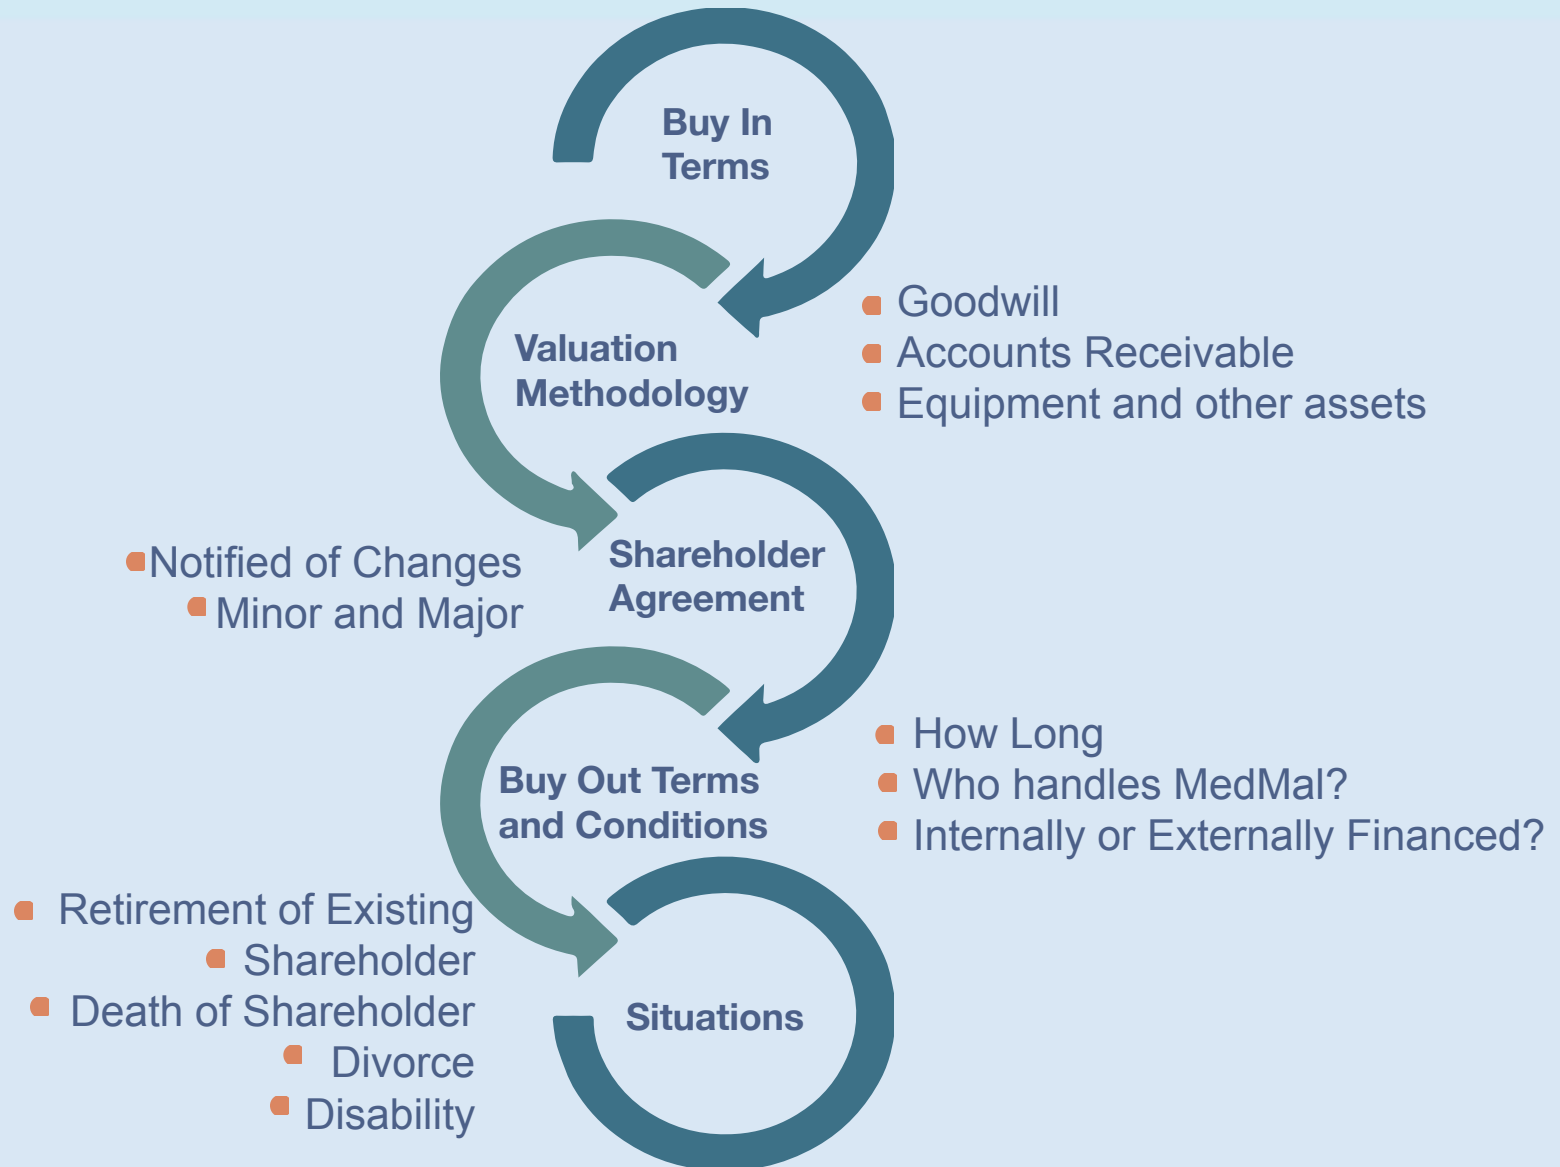 Buy In
Terms
Goodwill
Accounts Receivable
Equipment and other assets
Valuation
Methodology
Notified of Changes
Minor and Major
Shareholder
Agreement
How Long
Who handles MedMal?
Internally or Externally Financed?
Buy Out Terms
and Conditions
Retirement of Existing
Shareholder
Death of Shareholder
Divorce
Disability
Situations